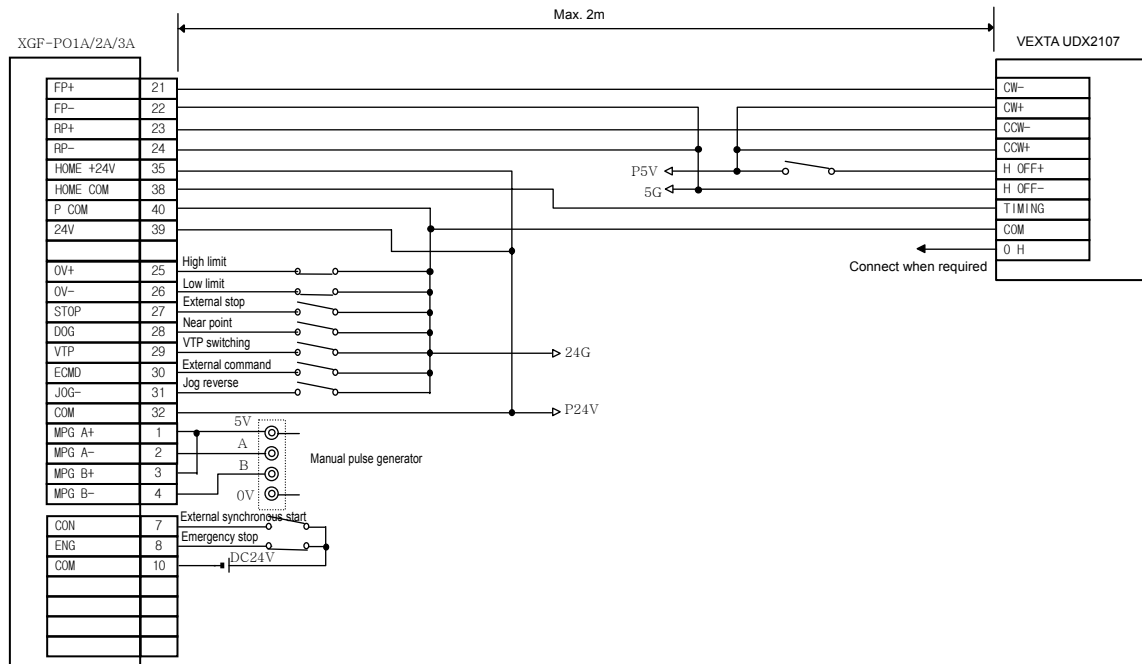 Max. 2m
XGF-PO1A/2A/3A
VEXTA UDX2107
FP+ 21
FP- 22
RP+ 23
RP- 24
HOME +24V 35
HOME COM 38
P COM 40
24V 39
0V+ 25 High limit
0V- 26 Low limit
STOP 27 External stop
DOG 28 Near point
VTP 29 VTP switching
ECMD 30 External command
JOG- 31 Jog reverse
COM 32
MPG A+ 1 5V
MPG A- 2 A
MPG B+ 3 B
MPG B- 4 0V
Manual pulse generator
CON 7 External synchronous start
ENG 8 Emergency stop
COM 10 DC24V
P5V
5G
24G
P24V
CW-
CW+
CCW-
CCW+
H OFF+
H OFF-
TIMING
COM
O H
Connect when required